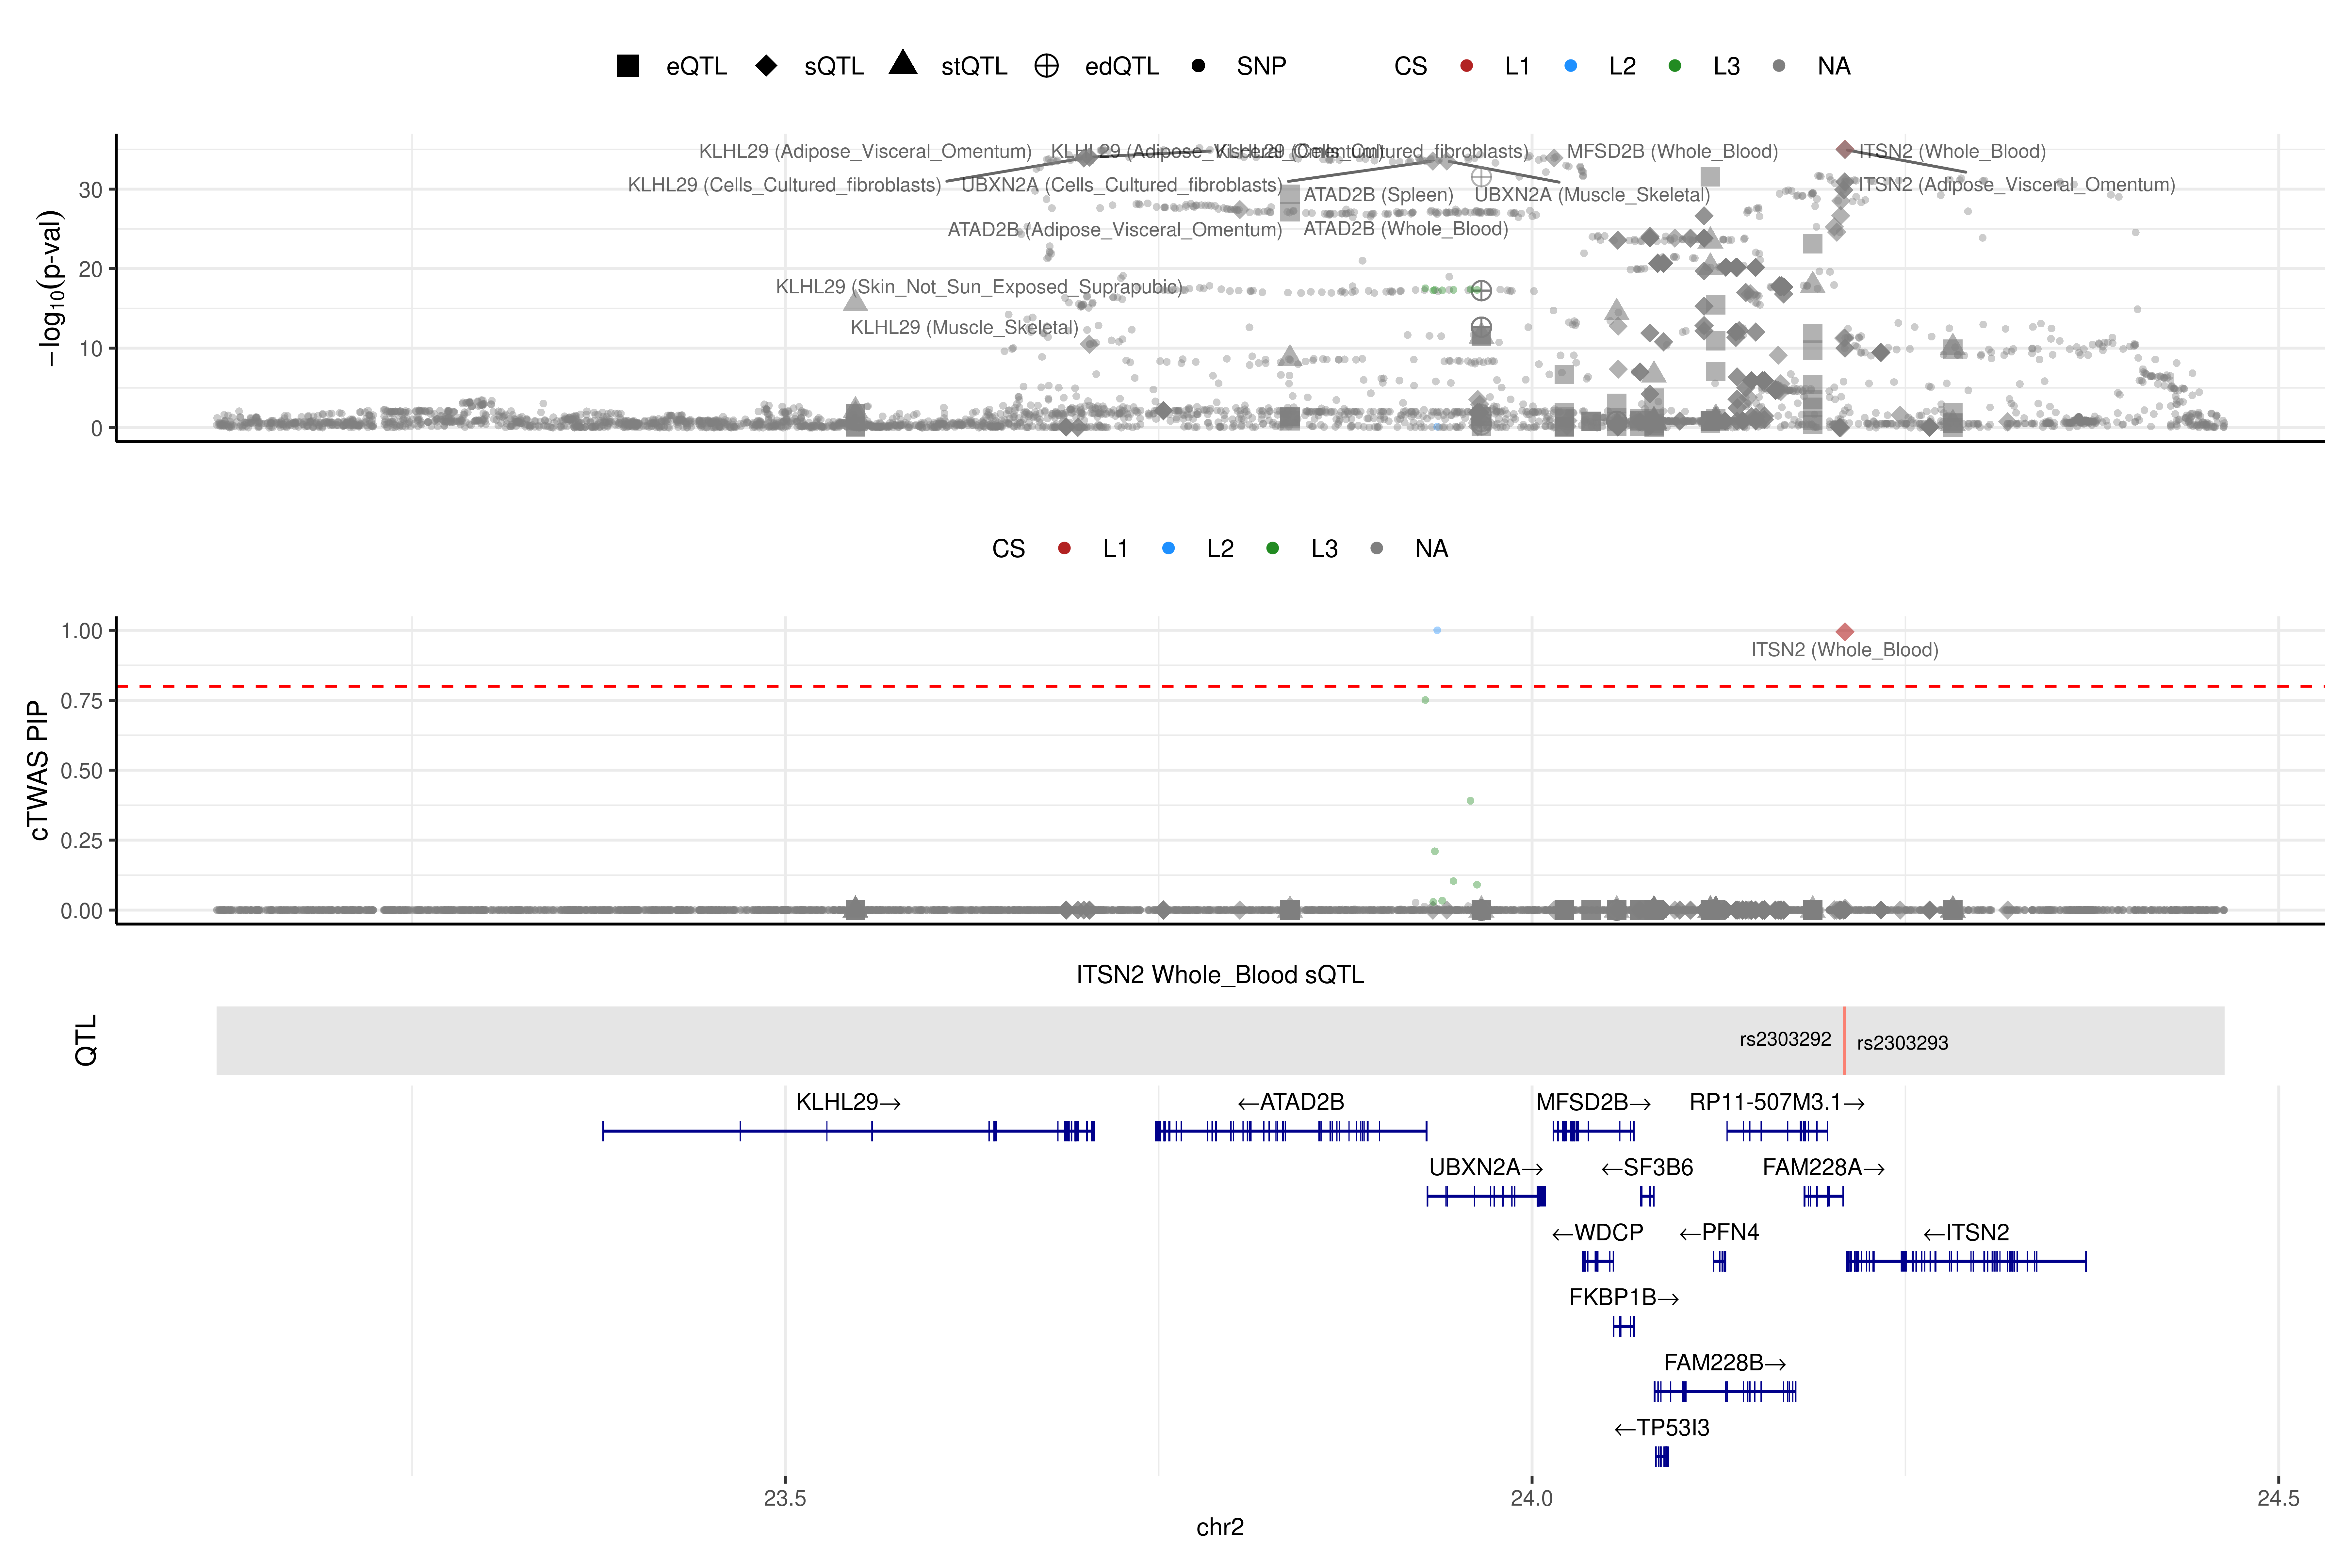 eQTL sQTL stQTL edQTL SNP CS L1 L2 L3 NA
−log10(p-val)
30
20
10
0
KLHL29 (Adipose_Visceral_Omentum)
KLHL29 (Adipose_Visceral_Omentum)
KLHL29 (Cells_Cultured_fibroblasts)
MFSD2B (Whole_Blood)
ITSN2 (Whole_Blood)
KLHL29 (Cells_Cultured_fibroblasts)
UBXN2A (Cells_Cultured_fibroblasts)
ATAD2B (Spleen)
UBXN2A (Muscle_Skeletal)
ITSN2 (Adipose_Visceral_Omentum)
ATAD2B (Adipose_Visceral_Omentum)
ATAD2B (Whole_Blood)
KLHL29 (Skin_Not_Sun_Exposed_Suprapubic)
KLHL29 (Muscle_Skeletal)
CS L1 L2 L3 NA
cTWAS PIP
1.00
0.75
0.50
0.25
0.00
ITSN2 (Whole_Blood)
ITSN2 Whole_Blood sQTL
QTL
rs2303292
rs2303293
KLHL29→
←ATAD2B
MFSD2B→
RP11-507M3.1→
UBXN2A→
←SF3B6
FAM228A→
←WDCP
←PFN4
←ITSN2
FKBP1B→
FAM228B→
←TP53I3
23.5 24.0 24.5
chr2